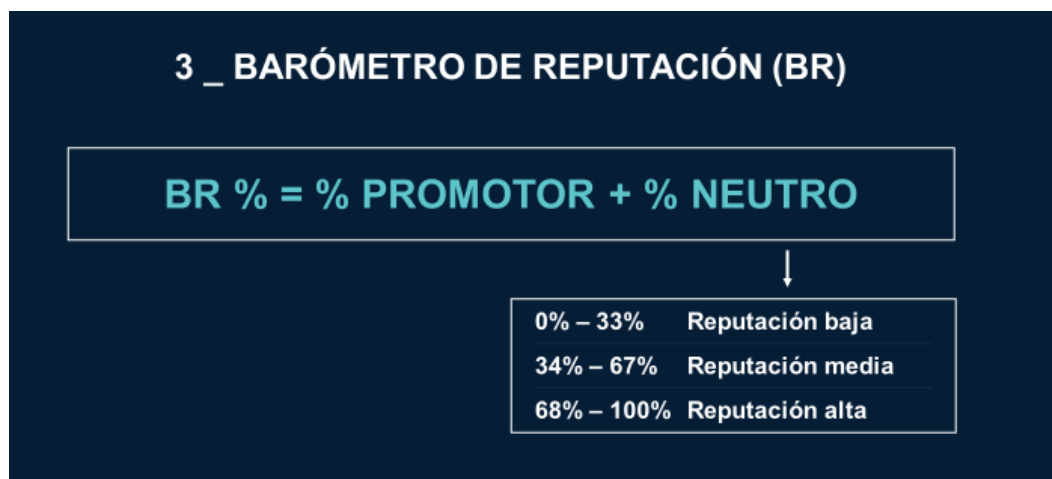 3 _ BARÓMETRO DE REPUTACIÓN (BR)
BR % = % PROMOTOR + % NEUTRO
0% – 33% Reputación baja
34% – 67% Reputación media
68% – 100% Reputación alta